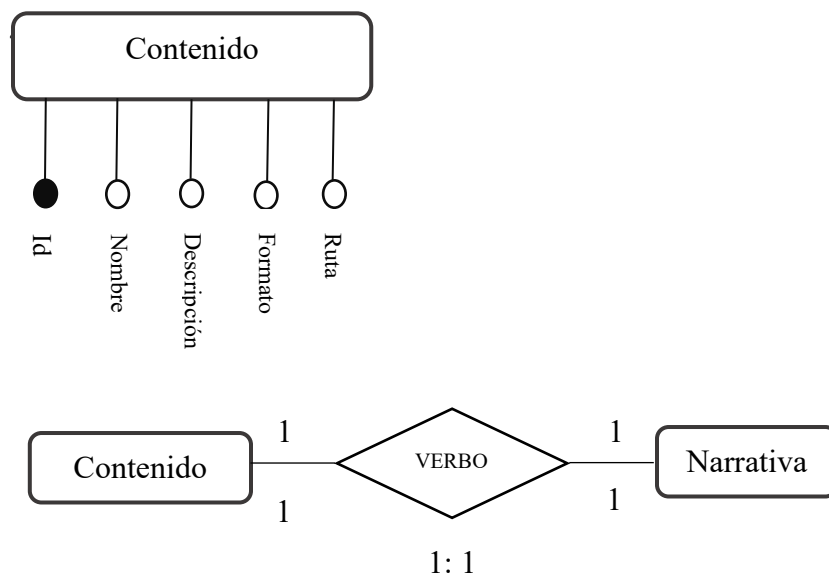 Contenido
Id
Nombre
Descripción
Formato
Ruta
1
1
Contenido
VERBO
Narrativa
1
1
1: 1